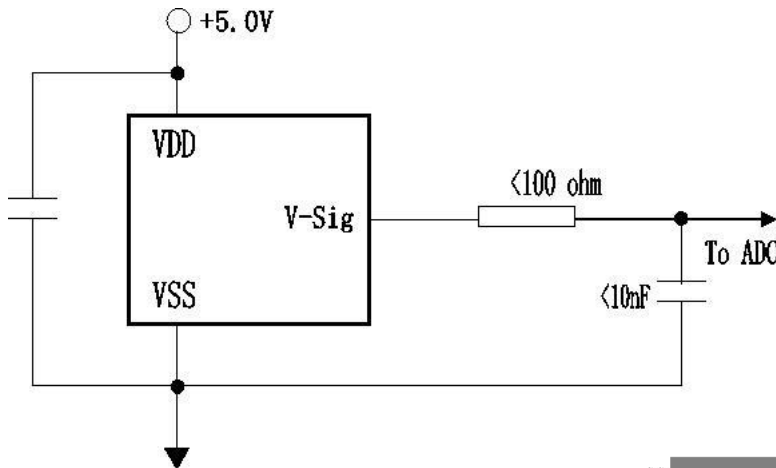 +5.0V
VDD
<100 ohm
V-Sig
To ADC
VSS
<10nF